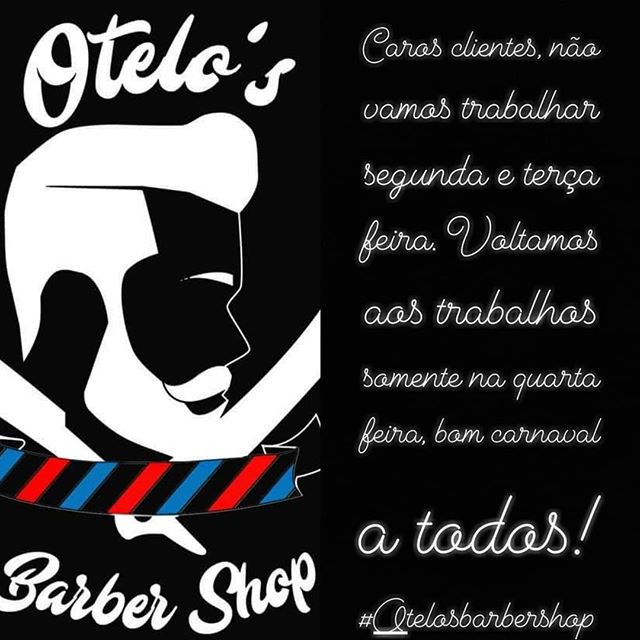 Otelo's
Barber Shop
Caros clientes, não
vamos trabalhar
segunda e terça
feira. Voltamos
aos trabalhos
somente na quarta
feira, bom carnaval
a todos!
#Otelosbarbershop